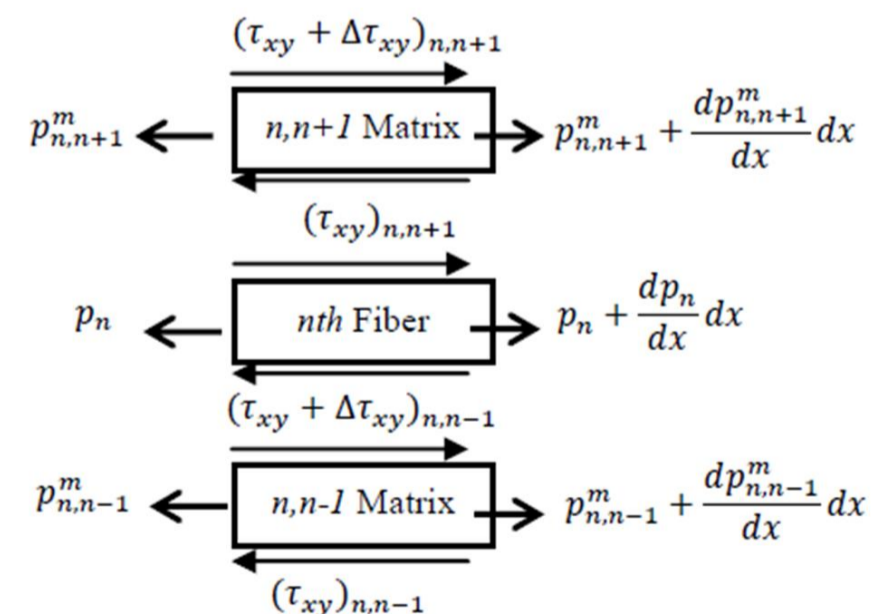 (τ_xy + Δτ_xy)_n,n+1
p^m_n,n+1 n,n+1 Matrix p^m_n,n+1 + dp^m_n,n+1/dx dx
(τ_xy)_n,n+1
p_n nth Fiber p_n + dp_n/dx dx
(τ_xy + Δτ_xy)_n,n−1
p^m_n,n−1 n,n-1 Matrix p^m_n,n−1 + dp^m_n,n−1/dx dx
(τ_xy)_n,n−1